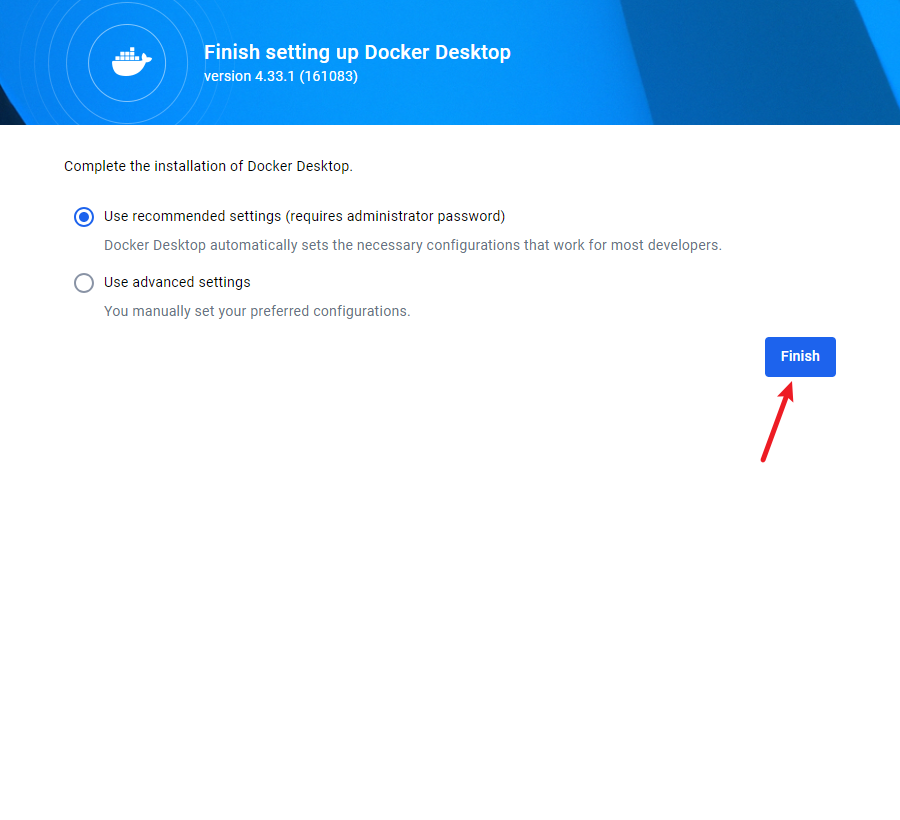 Finish setting up Docker Desktop
version 4.33.1 (161083)
Complete the installation of Docker Desktop.
Use recommended settings (requires administrator password)
Docker Desktop automatically sets the necessary configurations that work for most developers.
Use advanced settings
You manually set your preferred configurations.
Finish